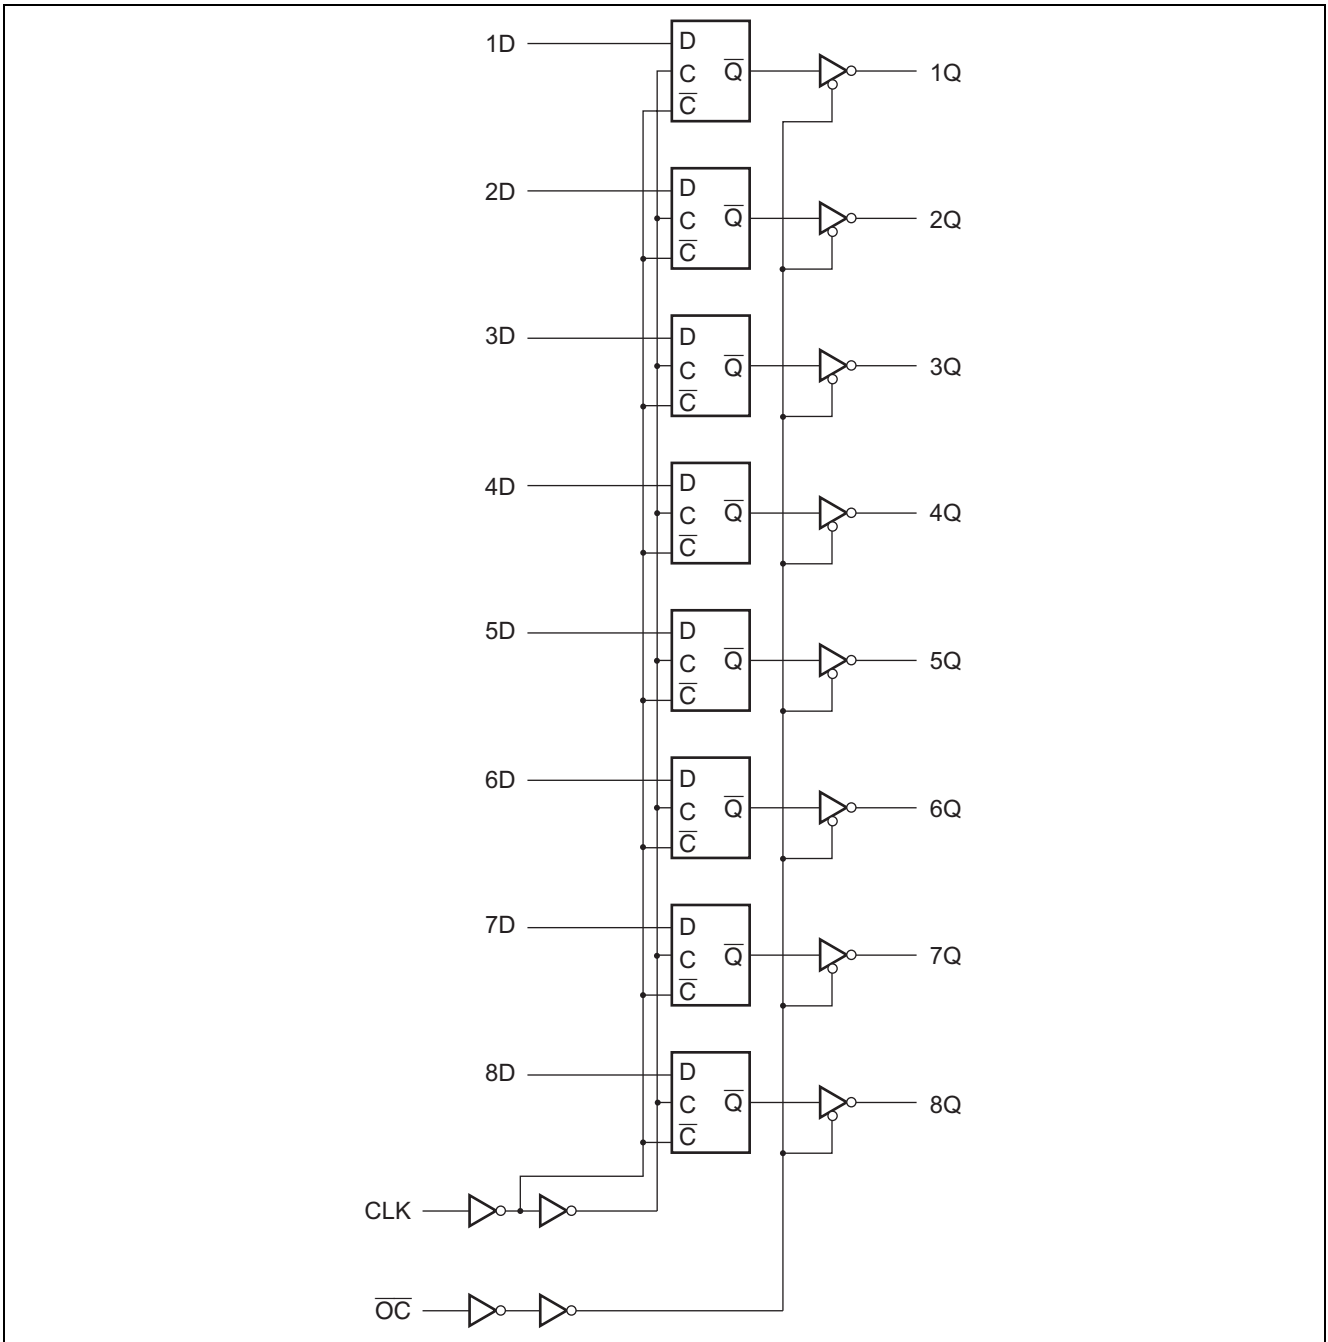 1D D
C Q̅ 1Q
C̅
2D D
C Q̅ 2Q
C̅
3D D
C Q̅ 3Q
C̅
4D D
C Q̅ 4Q
C̅
5D D
C Q̅ 5Q
C̅
6D D
C Q̅ 6Q
C̅
7D D
C Q̅ 7Q
C̅
8D D
C Q̅ 8Q
C̅
CLK
O̅C̅